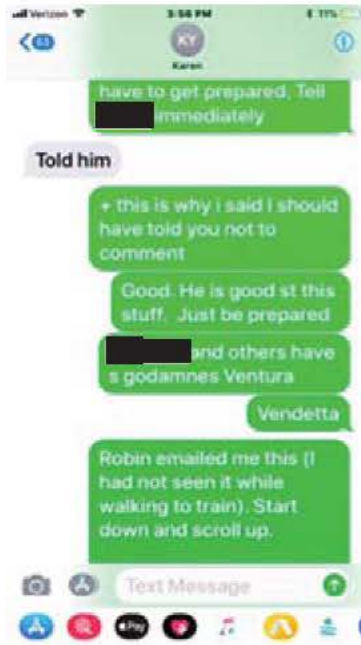 Verizon 3:56 PM 11%
63
KY
Karen
have to get prepared, Tell
immediately
Told him
+ this is why i said I should
have told you not to
comment
Good. He is good st this
stuff. Just be prepared
and others have
s godamnes Ventura
Vendetta
Robin emailed me this (I
had not seen it while
walking to train). Start
down and scroll up.
Text Message
Pay